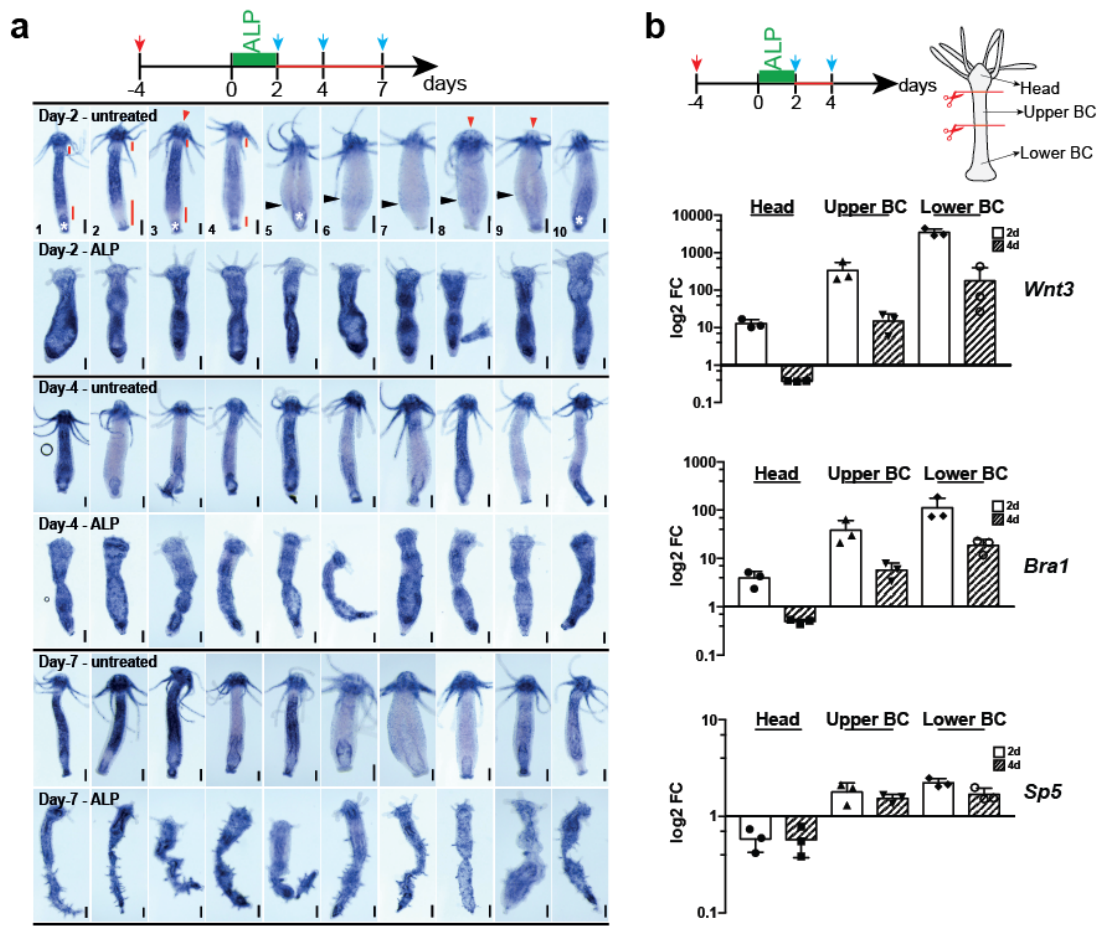 a
ALP
-4 0 2 4 7 days
Day-2 - untreated
1 2 3 4 5 6 7 8 9 10
* * * *
Day-2 - ALP
Day-4 - untreated
Day-4 - ALP
Day-7 - untreated
Day-7 - ALP
b
ALP
-4 0 2 4 days
Head
Upper BC
Lower BC
Head Upper BC Lower BC
10000
1000
100
10
1
0.1
log2 FC
2d
4d
Wnt3
Head Upper BC Lower BC
1000
100
10
1
0.1
log2 FC
2d
4d
Bra1
Head Upper BC Lower BC
10
1
0.1
log2 FC
2d
4d
Sp5